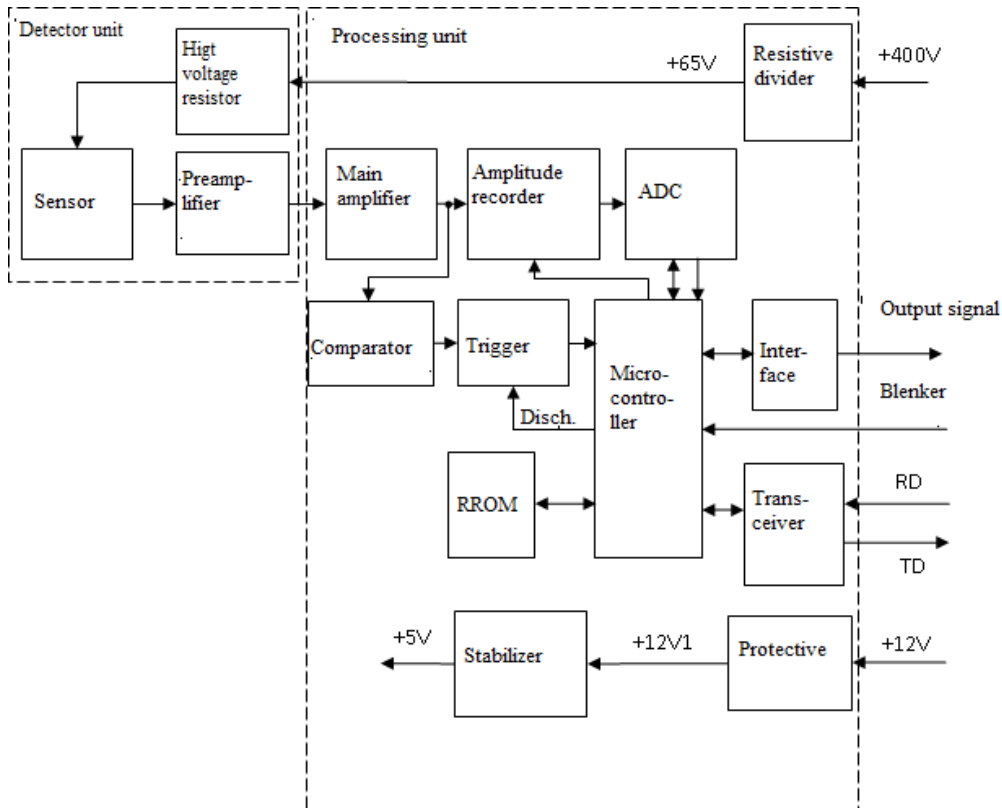 Detector unit
Higt
voltage
resistor
Sensor
Preamp-
lifier
Processing unit
+65V
Resistive
divider
+400V
Main
amplifier
Amplitude
recorder
ADC
Comparator
Trigger
Disch.
Micro-
controller
ller
Inter-
face
Output signal
Blenker
RROM
Trans-
ceiver
RD
TD
+5V
Stabilizer
+12V1
Protective
+12V